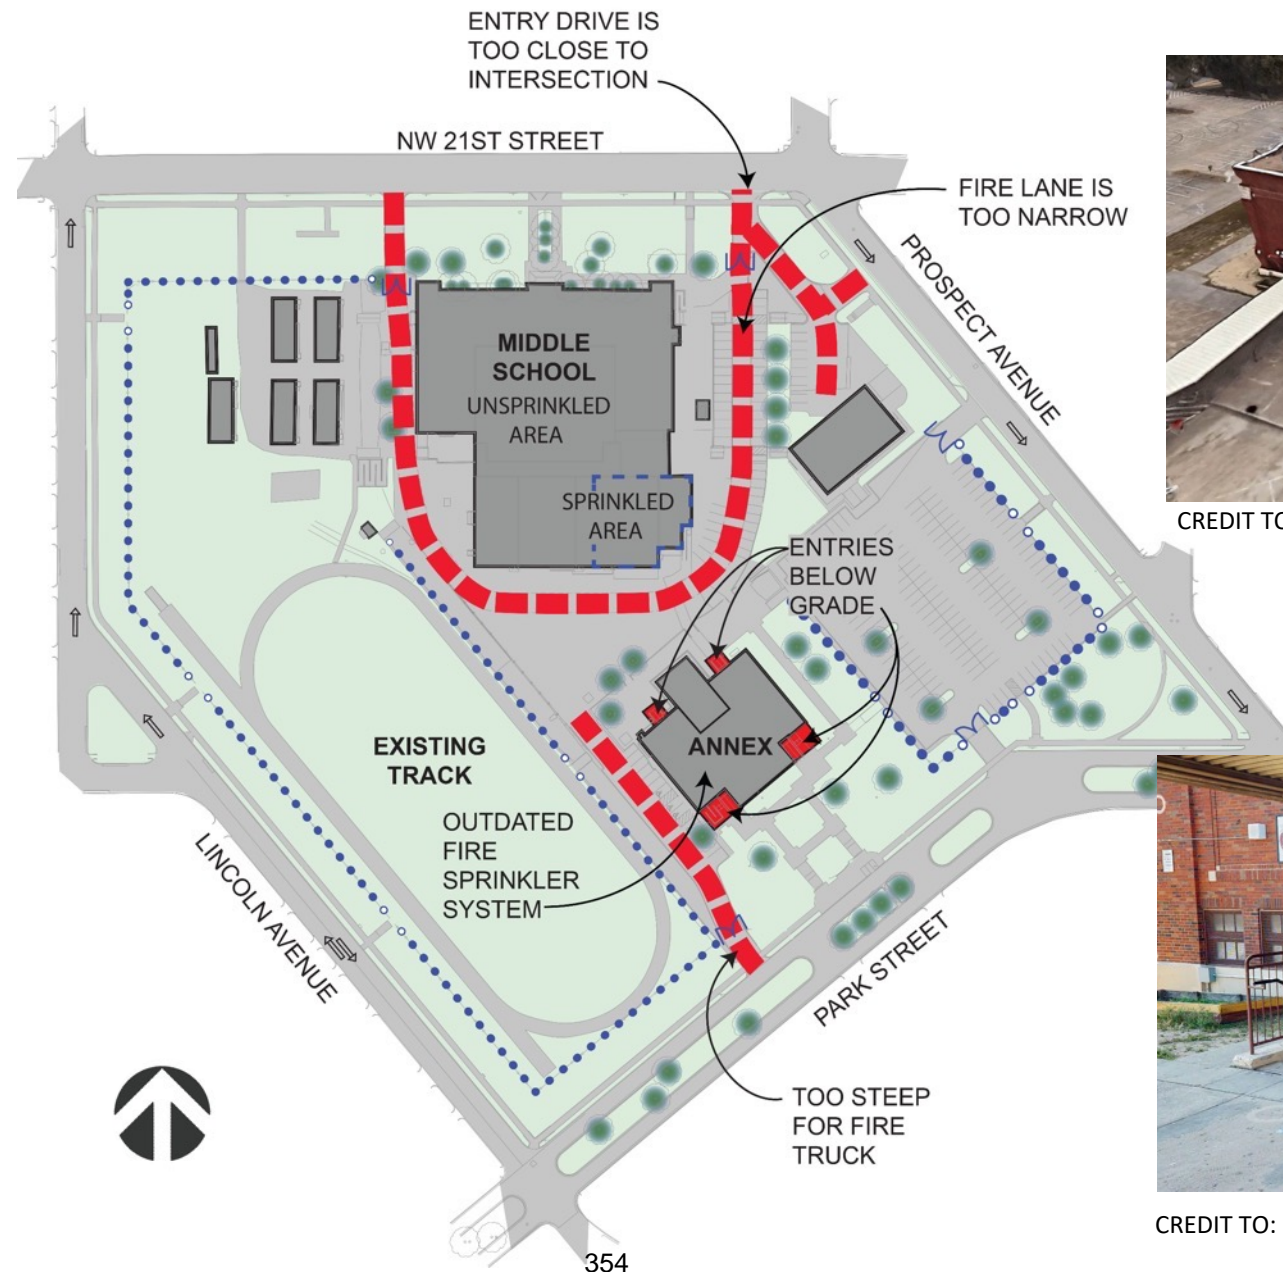 ENTRY DRIVE IS
TOO CLOSE TO
INTERSECTION
NW 21ST STREET
FIRE LANE IS
TOO NARROW
PROSPECT AVENUE
MIDDLE
SCHOOL
UNSPRINKLED
AREA
SPRINKLED
AREA
CREDIT TO
ENTRIES
BELOW
GRADE
EXISTING
TRACK
ANNEX
OUTDATED
FIRE
SPRINKLER
SYSTEM
LINCOLN AVENUE
PARK STREET
TOO STEEP
FOR FIRE
TRUCK
CREDIT TO:
354